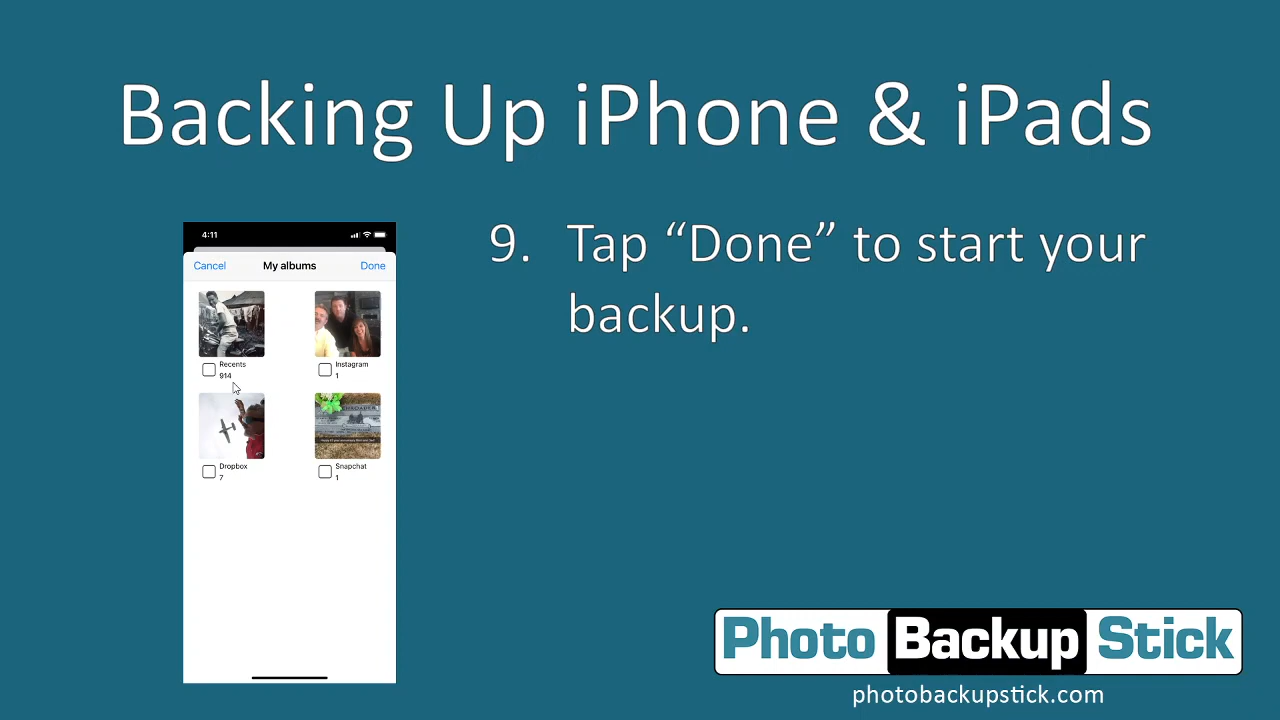 Backing Up iPhone & iPads
4:11
Cancel My albums Done
Recents
914
Instagram
1
Dropbox
7
Snapchat
1
9. Tap “Done” to start your
backup.
Photo Backup Stick
photobackupstick.com